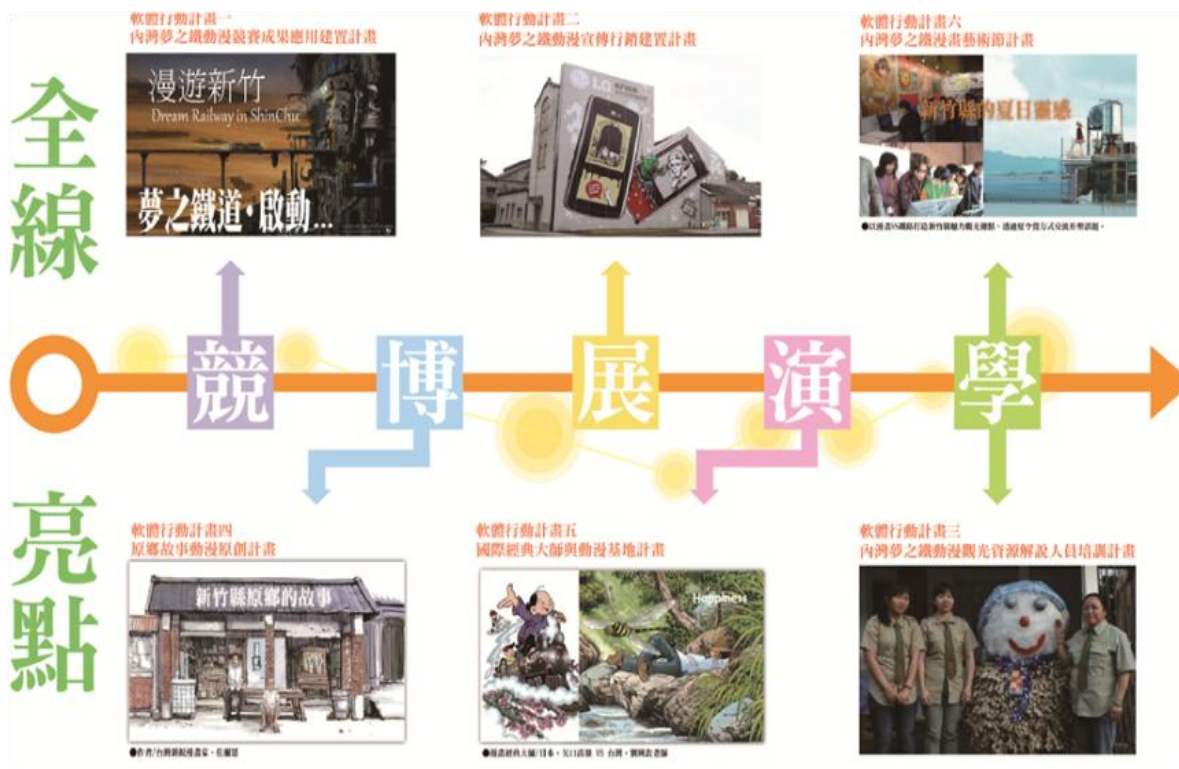 全線
軟體行動計畫一
內灣夢之鐵動漫競賽成果應用建置計畫
漫遊新竹
Dream Railway in ShinChu
夢之鐵道·啟動...
軟體行動計畫二
內灣夢之鐵動漫宣傳行銷建置計畫
LG
軟體行動計畫六
內灣夢之鐵漫畫藝術節計畫
新竹縣的夏日靈感
競
博
展
演
學
亮點
軟體行動計畫四
原鄉故事動漫原創計畫
新竹縣原鄉的故事
軟體行動計畫五
國際經典大師與動漫基地計畫
Happiness
軟體行動計畫三
內灣夢之鐵動漫觀光資源解說人員培訓計畫